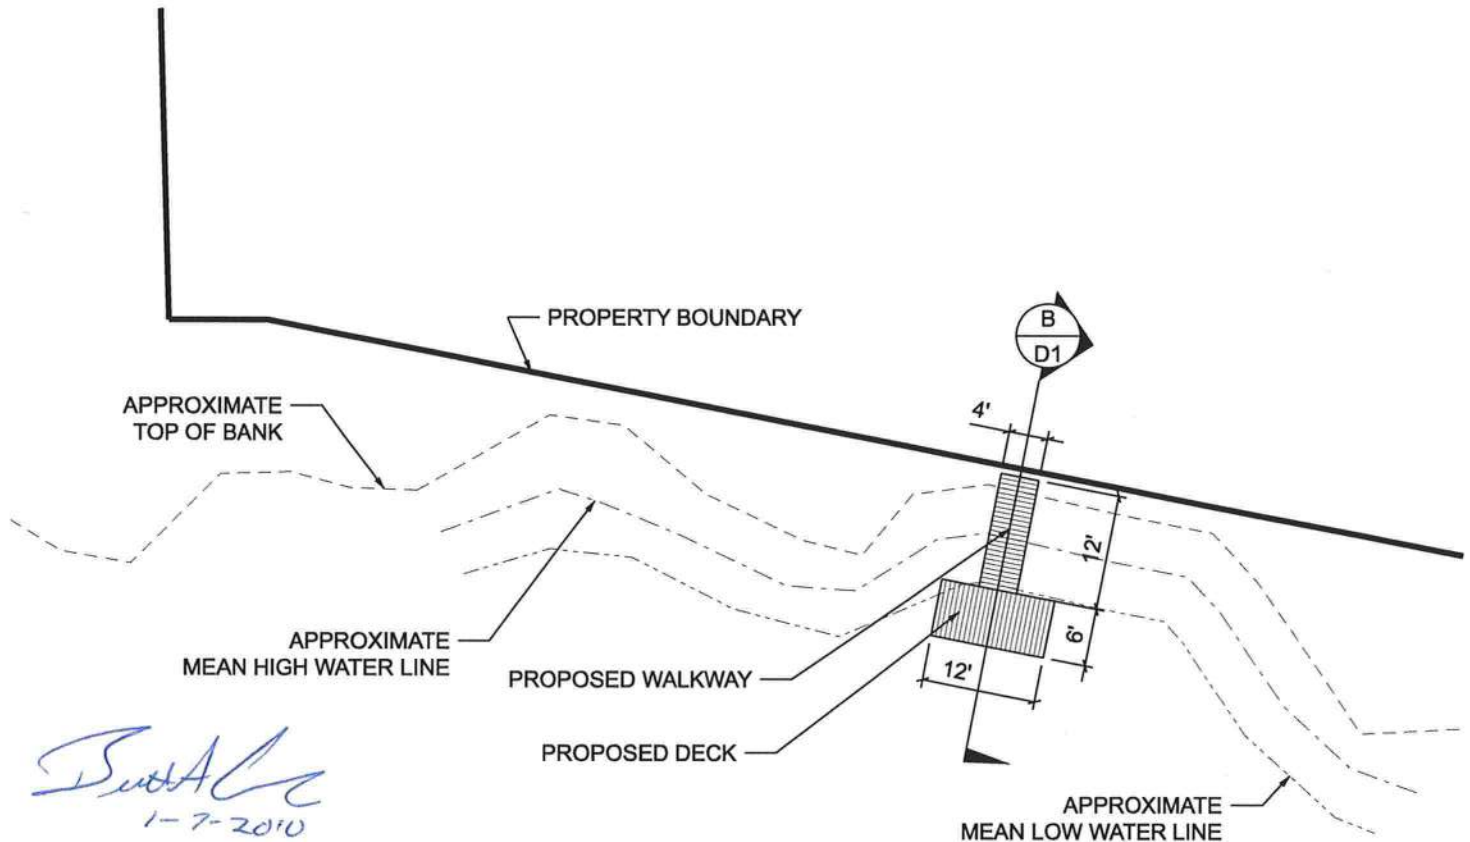 B
D1
PROPERTY BOUNDARY
4'
APPROXIMATE
TOP OF BANK
12'
APPROXIMATE
MEAN HIGH WATER LINE
6'
12'
PROPOSED WALKWAY
PROPOSED DECK
1-7-2010
APPROXIMATE
MEAN LOW WATER LINE